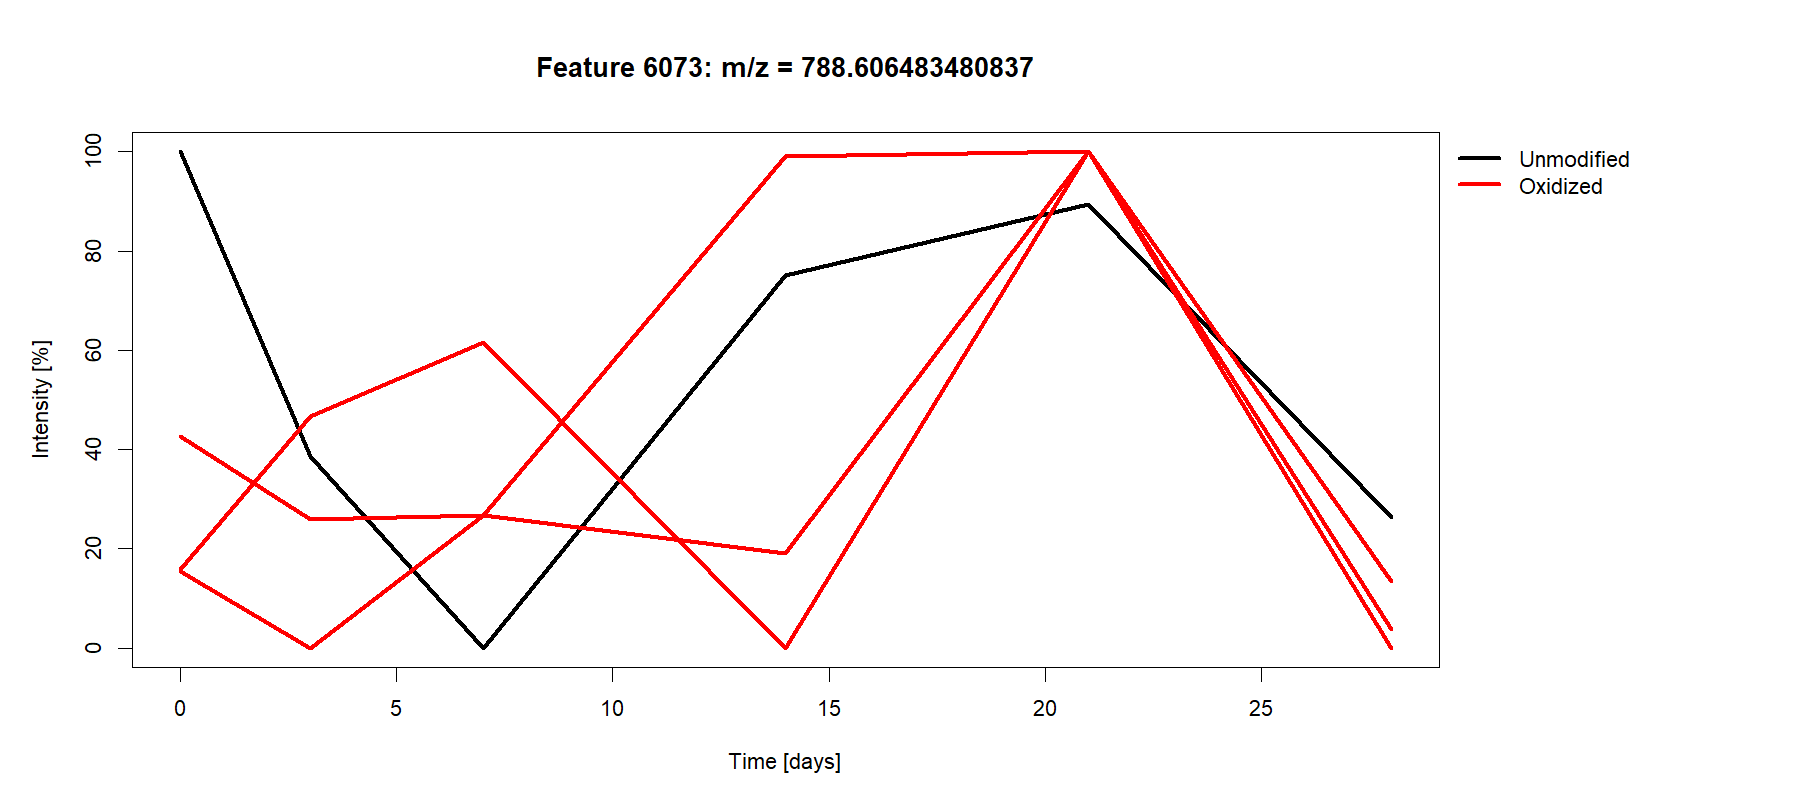 Feature 6073: m/z = 788.606483480837
Unmodified
Oxidized
Intensity [%]
100
80
60
40
20
0
0 5 10 15 20 25
Time [days]